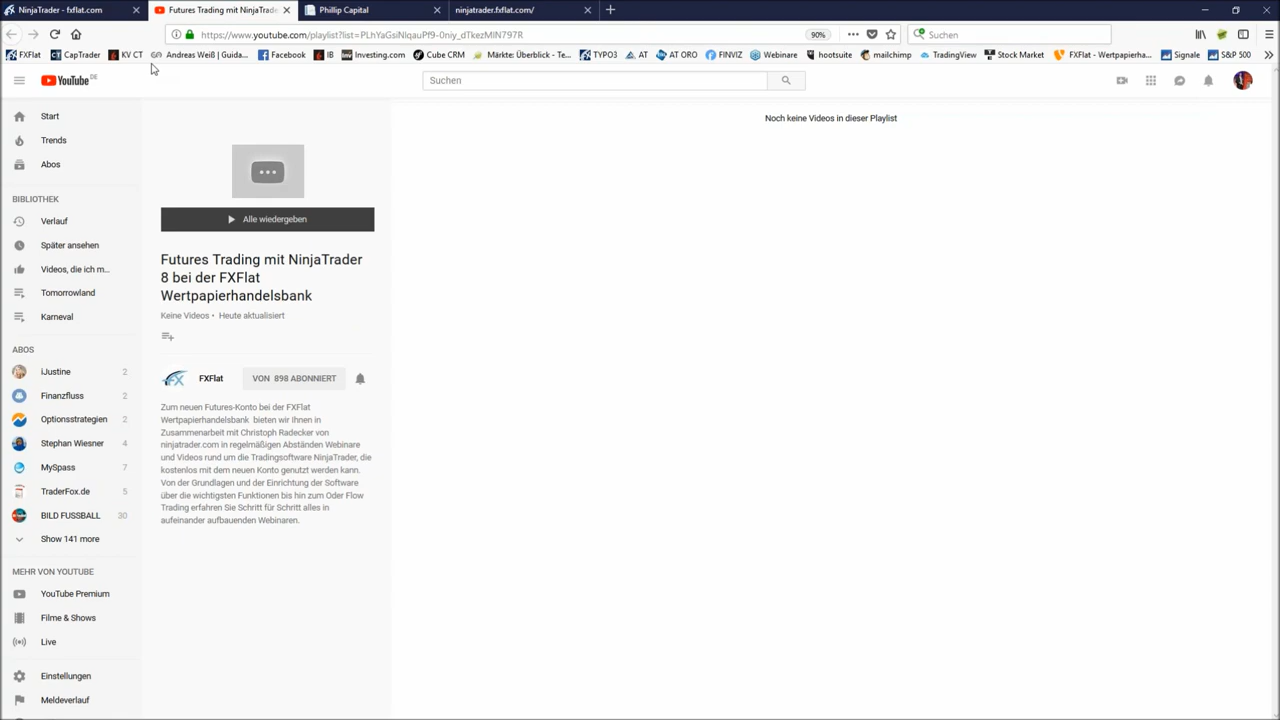 NinjaTrader - fxflat.com
Futures Trading mit NinjaTrade
Phillip Capital
ninjatrader.fxflat.com/
https://www.youtube.com/playlist?list=PLhYaGsiNlqauPf9-0niy_dTkezMIN797R
90%
Suchen
FXFlat
CapTrader
KV CT
Andreas Weiß | Guida...
Facebook
IB
Investing.com
Cube CRM
Märkte: Überblick - Te...
TYPO3
AT
AT ORO
FINVIZ
Webinare
hootsuite
mailchimp
TradingView
Stock Market
FXFlat - Wertpapierha...
Signale
S&P 500
YouTube DE
Suchen
Start
Trends
Abos
BIBLIOTHEK
Verlauf
Später ansehen
Videos, die ich m...
Tomorrowland
Karneval
ABOS
iJustine 2
Finanzfluss 2
Optionsstrategien 2
Stephan Wiesner 4
MySpass 7
TraderFox.de 5
BILD FUSSBALL 30
Show 141 more
MEHR VON YOUTUBE
YouTube Premium
Filme & Shows
Live
Einstellungen
Meldeverlauf
Alle wiedergeben
Futures Trading mit NinjaTrader
8 bei der FXFlat
Wertpapierhandelsbank
Keine Videos • Heute aktualisiert
FXFlat
VON 898 ABONNIERT
Zum neuen Futures-Konto bei der FXFlat
Wertpapierhandelsbank bieten wir Ihnen in
Zusammenarbeit mit Christoph Radecker von
ninjatrader.com in regelmäßigen Abständen Webinare
und Videos rund um die Tradingsoftware NinjaTrader, die
kostenlos mit dem neuen Konto genutzt werden kann.
Von der Grundlagen und der Einrichtung der Software
über die wichtigsten Funktionen bis hin zum Oder Flow
Trading erfahren Sie Schritt für Schritt alles in
aufeinander aufbauenden Webinaren.
Noch keine Videos in dieser Playlist